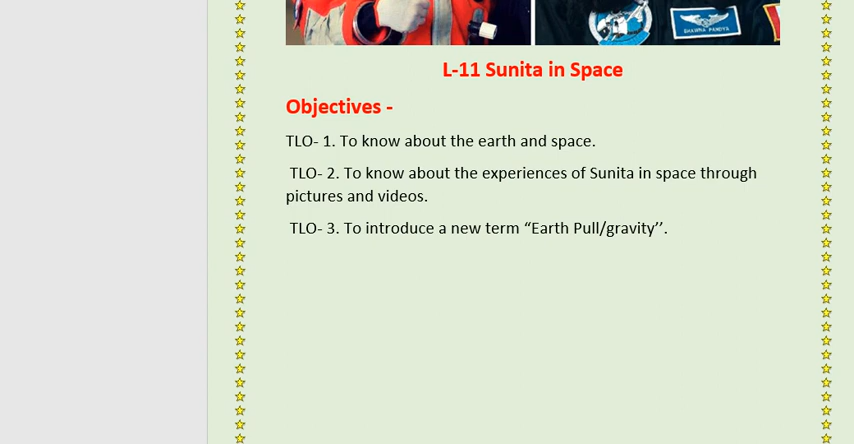 SHAWNA PANDYA
L-11 Sunita in Space
Objectives -
TLO- 1. To know about the earth and space.
TLO- 2. To know about the experiences of Sunita in space through
pictures and videos.
TLO- 3. To introduce a new term “Earth Pull/gravity’’.